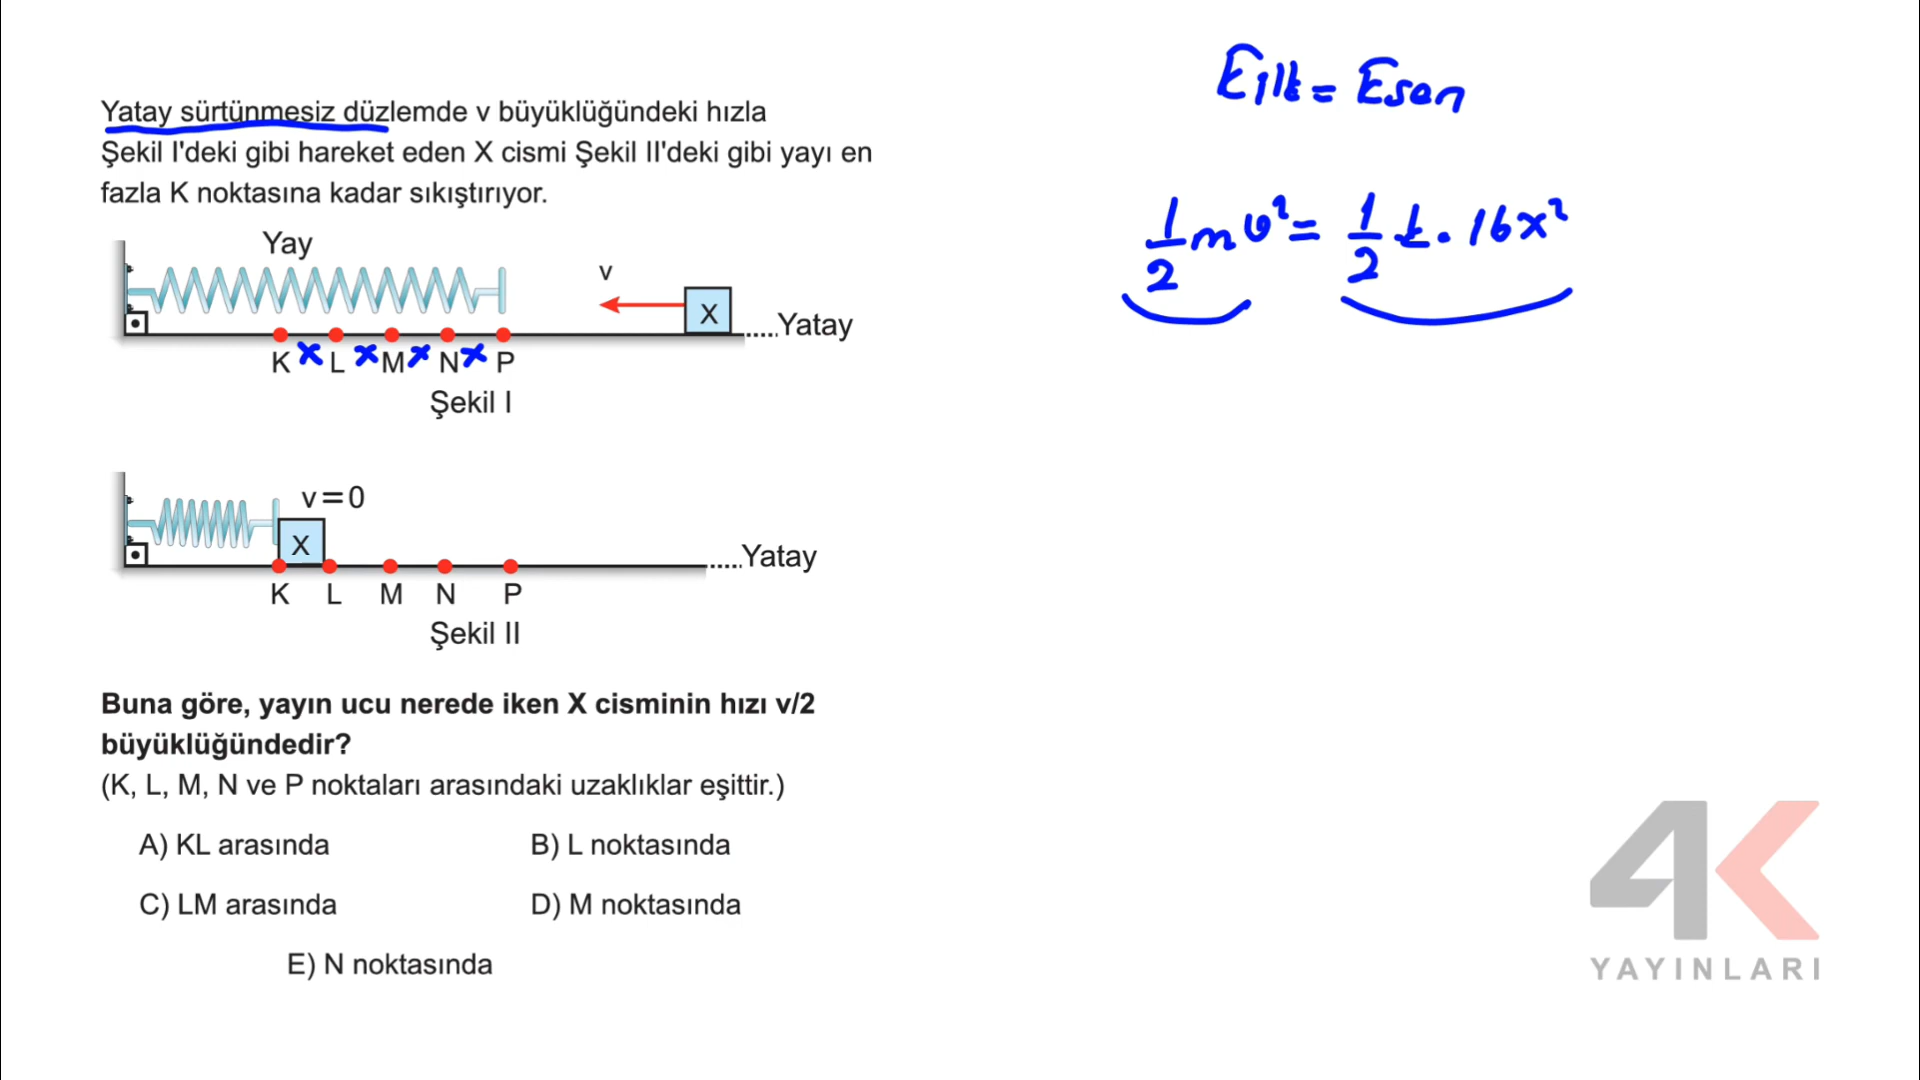 Yatay sürtünmesiz düzlemde v büyüklüğündeki hızla
Şekil I'deki gibi hareket eden X cismi Şekil II'deki gibi yayı en
fazla K noktasına kadar sıkıştırıyor.
Yay
v
X
Yatay
K x L x M x N x P
Şekil I
v=0
X
Yatay
K L M N P
Şekil II
Buna göre, yayın ucu nerede iken X cisminin hızı v/2
büyüklüğündedir?
(K, L, M, N ve P noktaları arasındaki uzaklıklar eşittir.)
A) KL arasında
B) L noktasında
C) LM arasında
D) M noktasında
E) N noktasında
Eilk = Eson
1/2 m v² = 1/2 k . 16x²
4K
YAYINLARI